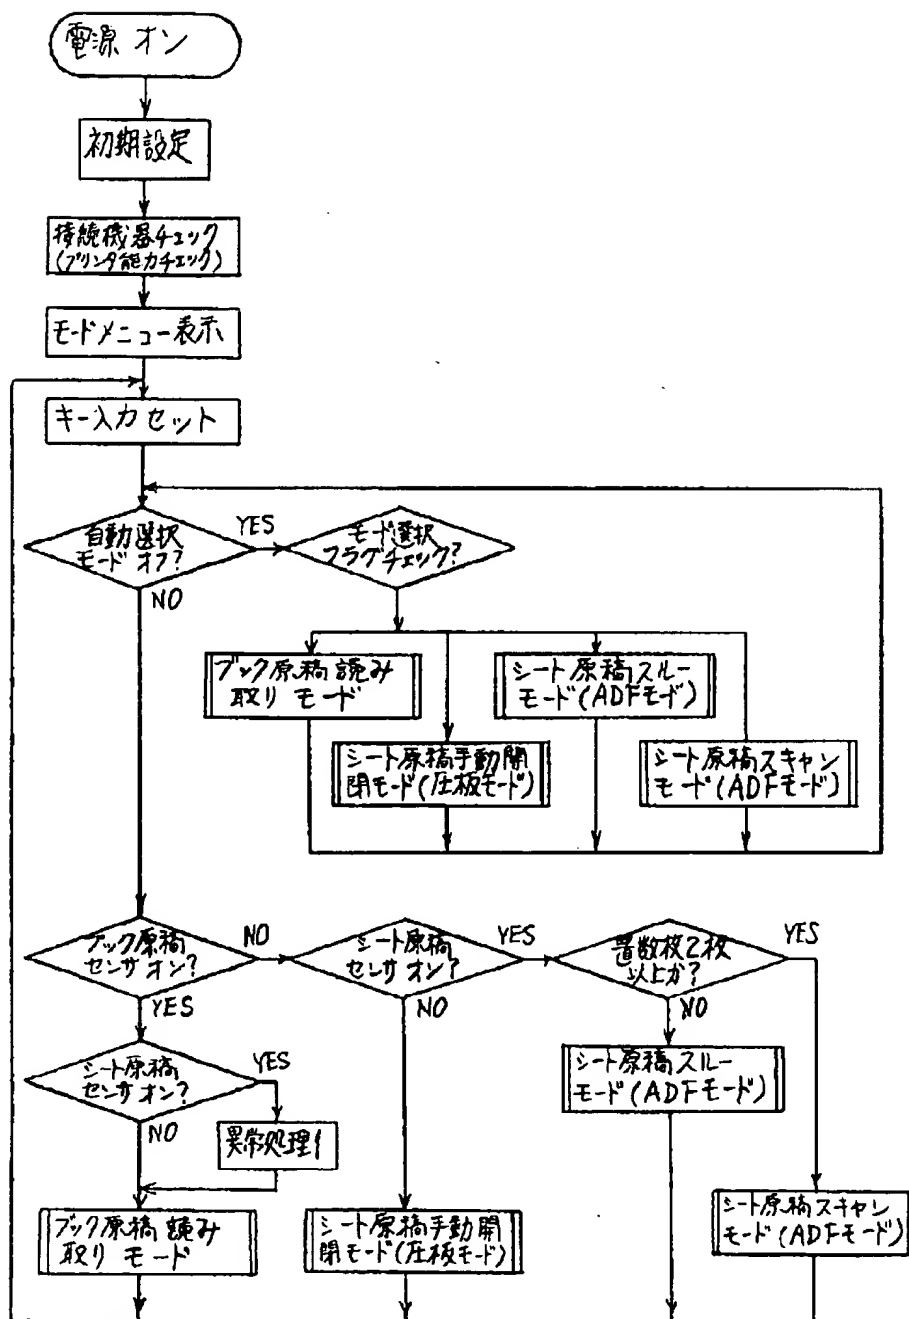 電源 オン
初期設定
接続機器チェック
(プリンタ能力チェック)
モードメニュー表示
キー入力セット
自動選択
モードオフ?
YES
NO
モード選択
フラグチェック?
ブック原稿読み
取りモード
シート原稿スルー
モード(ADFモード)
シート原稿手動開
閉モード(圧板モード)
シート原稿スキャン
モード(ADFモード)
ブック原稿
センサオン?
NO
YES
シート原稿
センサオン?
YES
NO
置数枚2枚
以上か?
YES
NO
シート原稿
センサオン?
YES
NO
異常処理1
シート原稿スルー
モード(ADFモード)
ブック原稿読み
取りモード
シート原稿手動開
閉モード(圧板モード)
シート原稿スキャン
モード(ADFモード)